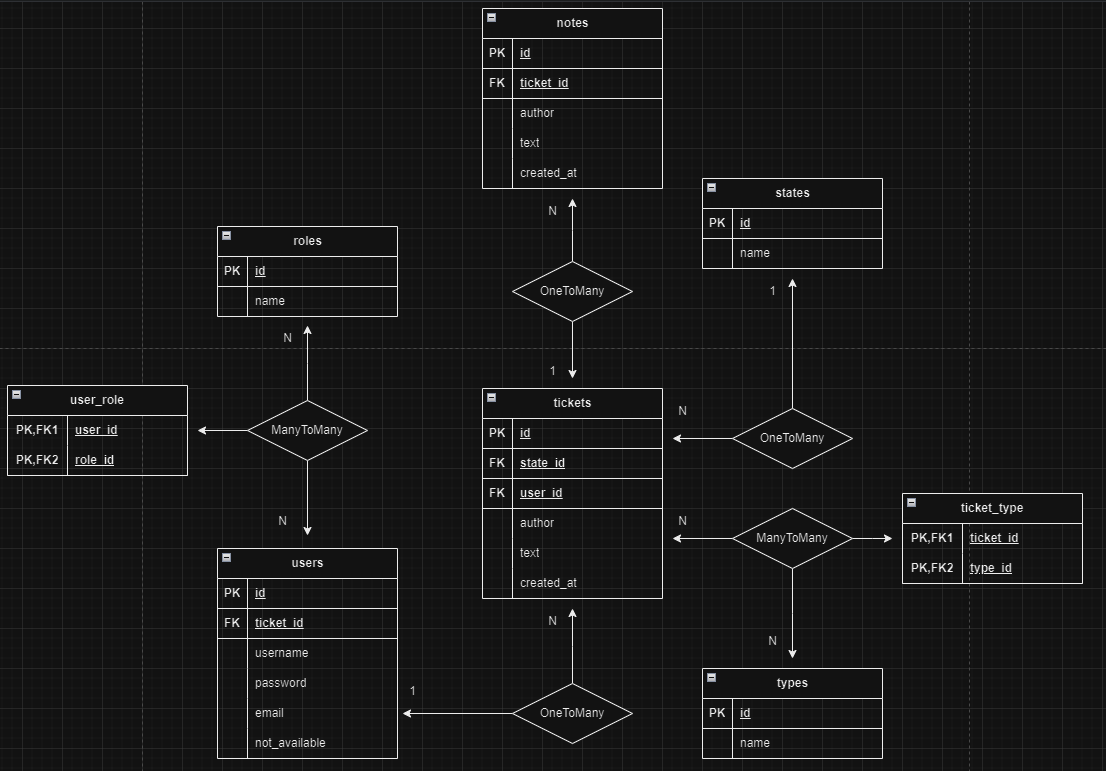 notes
PK id
FK ticket_id
author
text
created_at
states
PK id
name
N
roles
PK id
name
OneToMany
1
N
1
user_role
PK,FK1 user_id
PK,FK2 role_id
ManyToMany
N
tickets
PK id
FK state_id
FK user_id
author
text
created_at
N
OneToMany
N
ManyToMany
ticket_type
PK,FK1 ticket_id
PK,FK2 type_id
users
PK id
FK ticket_id
username
password
email
not_available
N
1
OneToMany
N
types
PK id
name